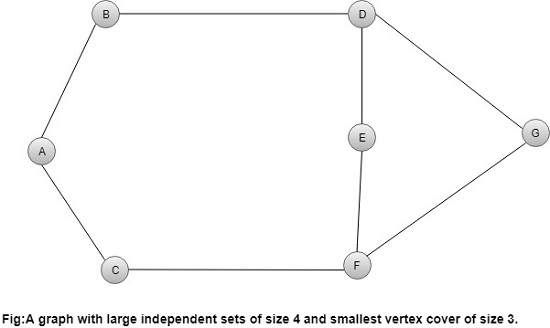 B
D
E
G
A
C
F
Fig:A graph with large independent sets of size 4 and smallest vertex cover of size 3.